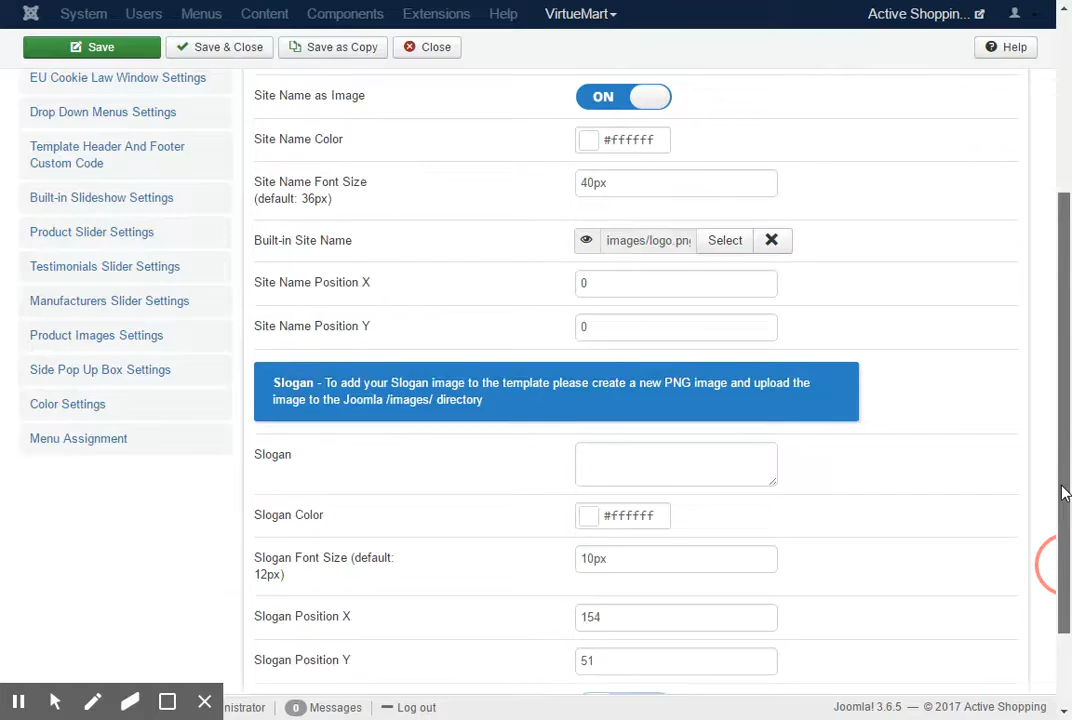 System Users Menus Content Components Extensions Help VirtueMart Active Shoppin...
Save Save & Close Save as Copy Close Help
EU Cookie Law Window Settings
Drop Down Menus Settings
Template Header And Footer
Custom Code
Built-in Slideshow Settings
Product Slider Settings
Testimonials Slider Settings
Manufacturers Slider Settings
Product Images Settings
Side Pop Up Box Settings
Color Settings
Menu Assignment
Site Name as Image ON
Site Name Color #ffffff
Site Name Font Size
(default: 36px)
40px
Built-in Site Name images/logo.png Select
Site Name Position X 0
Site Name Position Y 0
Slogan - To add your Slogan image to the template please create a new PNG image and upload the
image to the Joomla /images/ directory
Slogan
Slogan Color #ffffff
Slogan Font Size (default:
12px)
10px
Slogan Position X 154
Slogan Position Y 51
nistrator 0 Messages Log out Joomla! 3.6.5 — © 2017 Active Shopping